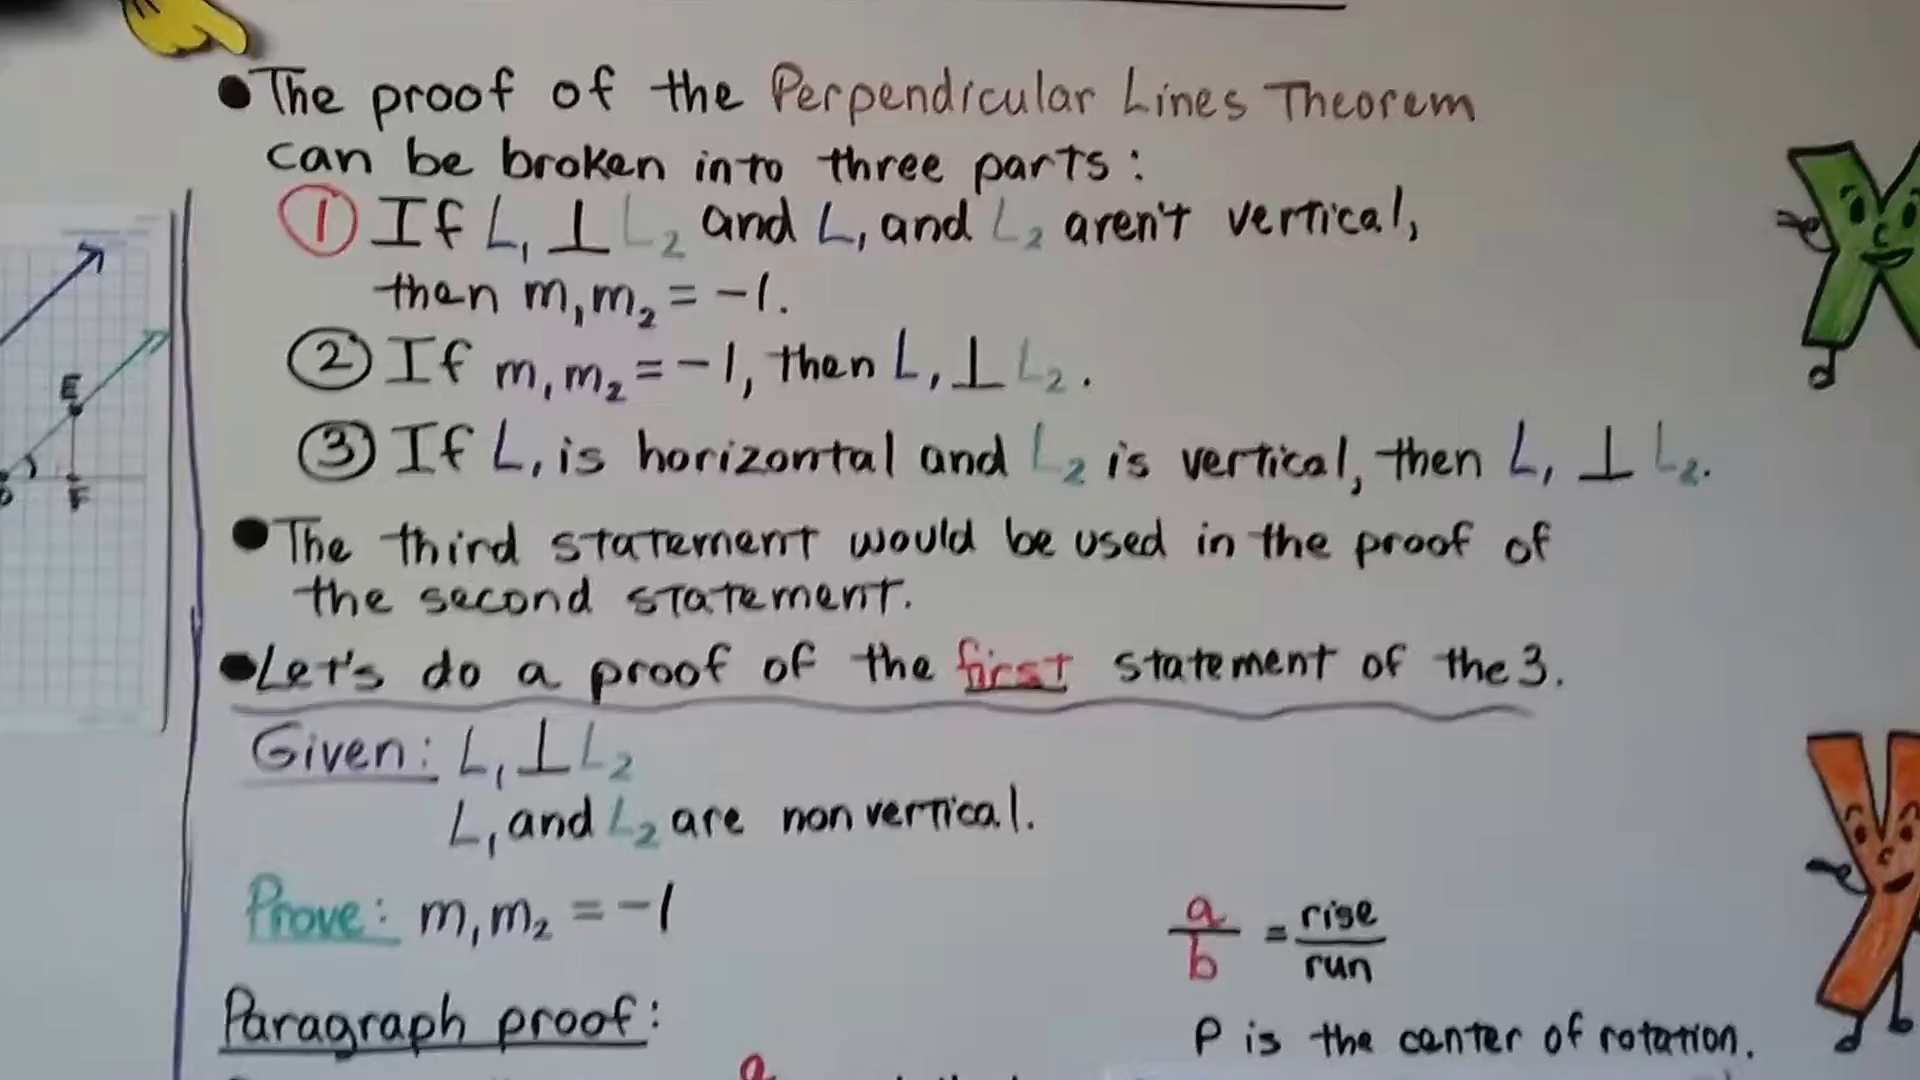 •The proof of the Perpendicular Lines Theorem
can be broken into three parts:
① If L₁ ⊥ L₂ and L₁ and L₂ aren't vertical,
then m₁m₂ = -1.
② If m₁m₂ = -1, then L₁ ⊥ L₂.
③ If L₁ is horizontal and L₂ is vertical, then L₁ ⊥ L₂.
•The third statement would be used in the proof of
the second statement.
•Let's do a proof of the first statement of the 3.
Given: L₁ ⊥ L₂
L₁ and L₂ are nonvertical.
Prove: m₁m₂ = -1
a/b = rise/run
Paragraph proof:
P is the center of rotation.
a
E
F